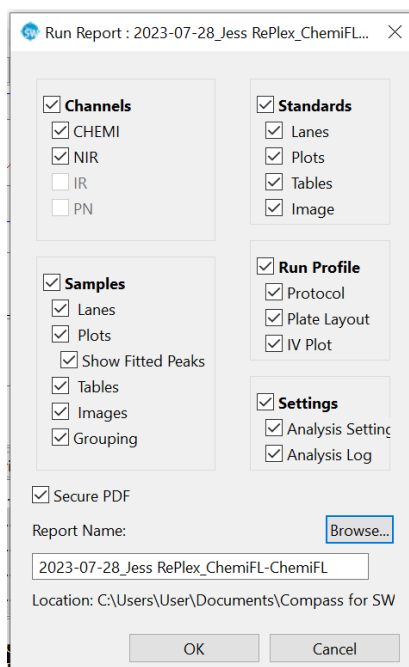 SW Run Report : 2023-07-28_Jess RePlex_ChemiFL...
Channels
CHEMI
NIR
IR
PN
Samples
Lanes
Plots
Show Fitted Peaks
Tables
Images
Grouping
Standards
Lanes
Plots
Tables
Image
Run Profile
Protocol
Plate Layout
IV Plot
Settings
Analysis Setting
Analysis Log
Secure PDF
Report Name:
Browse...
2023-07-28_Jess RePlex_ChemiFL-ChemiFL
Location: C:\Users\User\Documents\Compass for SW
OK
Cancel